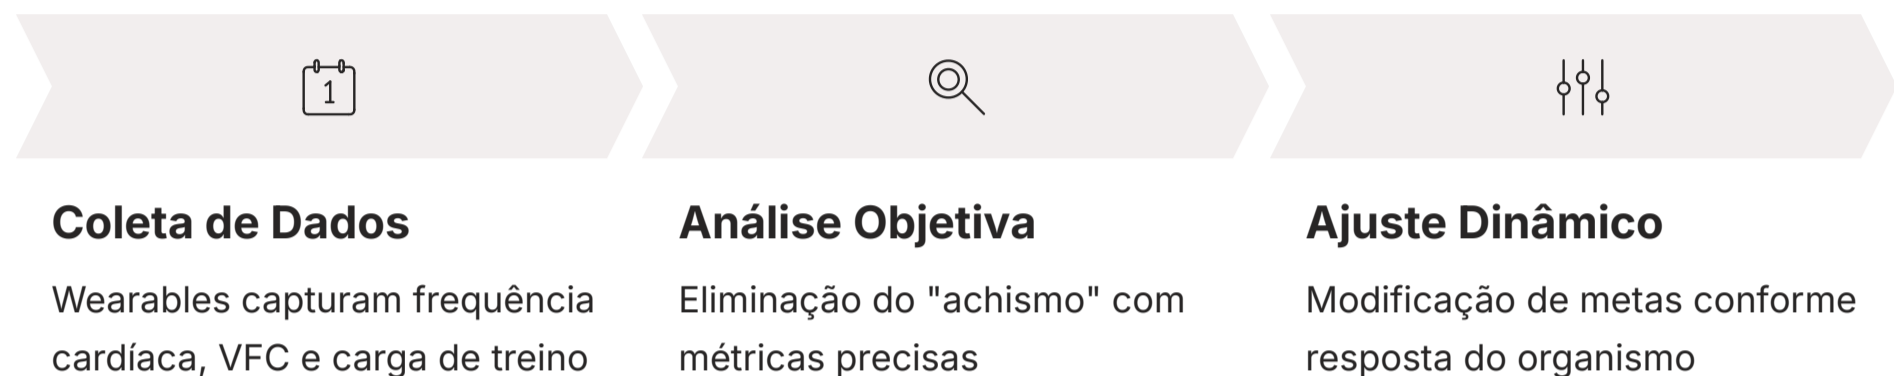 1
Coleta de Dados
Wearables capturam frequência
cardíaca, VFC e carga de treino
Análise Objetiva
Eliminação do "achismo" com
métricas precisas
Ajuste Dinâmico
Modificação de metas conforme
resposta do organismo